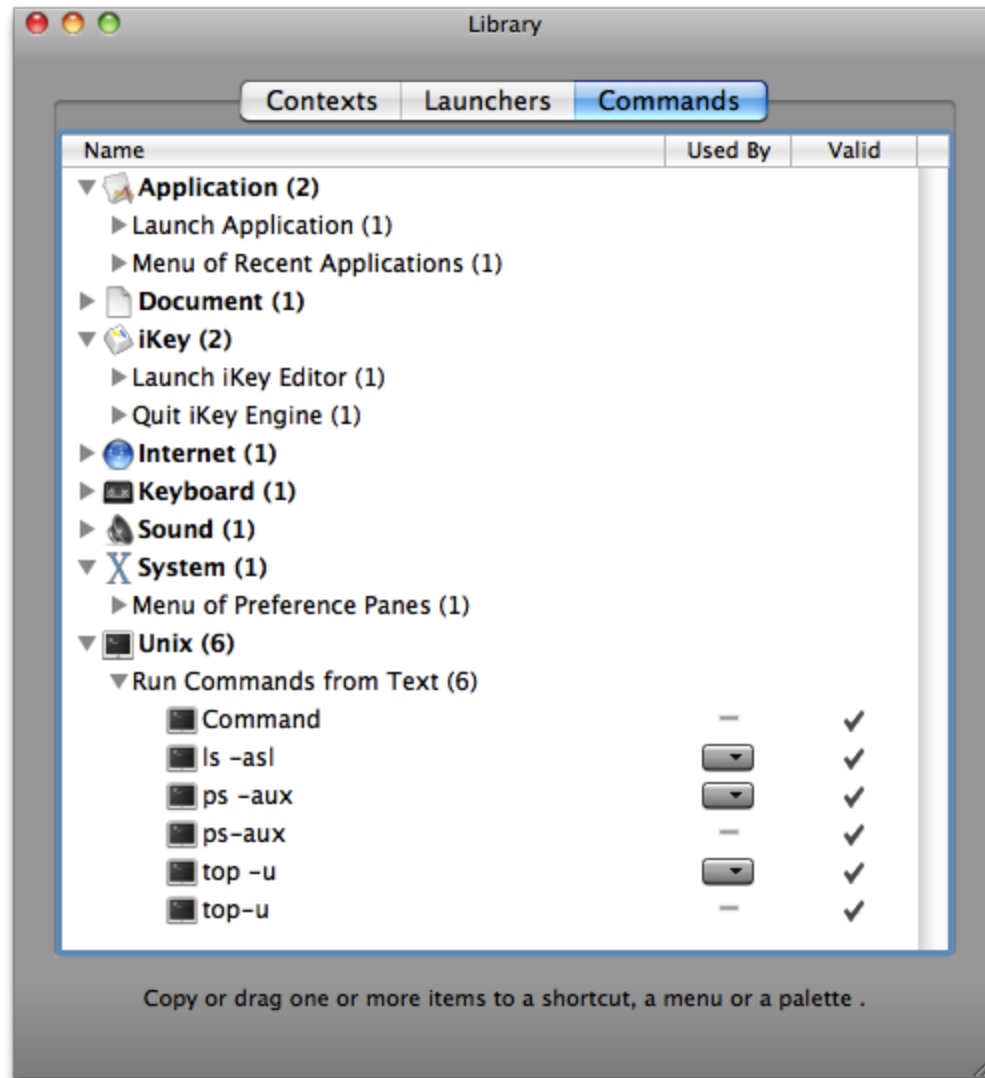 Library
Contexts Launchers Commands
Name Used By Valid
Application (2)
Launch Application (1)
Menu of Recent Applications (1)
Document (1)
iKey (2)
Launch iKey Editor (1)
Quit iKey Engine (1)
Internet (1)
Keyboard (1)
Sound (1)
System (1)
Menu of Preference Panes (1)
Unix (6)
Run Commands from Text (6)
Command
ls -asl
ps -aux
ps-aux
top -u
top-u
Copy or drag one or more items to a shortcut, a menu or a palette .